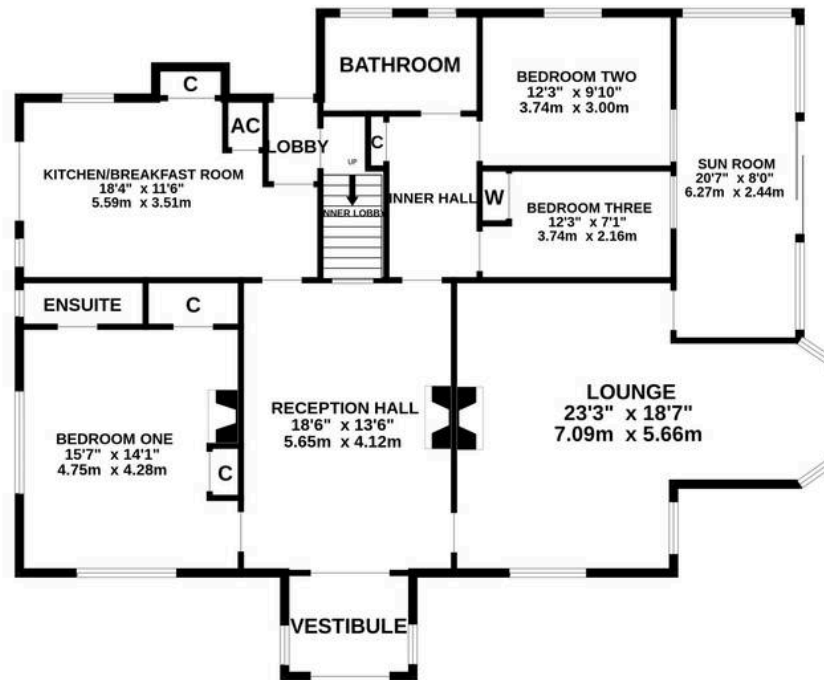 BATHROOM
BEDROOM TWO
12'3" x 9'10"
3.74m x 3.00m
C
AC
LOBBY
C
KITCHEN/BREAKFAST ROOM
18'4" x 11'6"
5.59m x 3.51m
UP
INNER LOBBY
INNER HALL
W
BEDROOM THREE
12'3" x 7'1"
3.74m x 2.16m
SUN ROOM
20'7" x 8'0"
6.27m x 2.44m
ENSUITE
C
BEDROOM ONE
15'7" x 14'1"
4.75m x 4.28m
C
RECEPTION HALL
18'6" x 13'6"
5.65m x 4.12m
LOUNGE
23'3" x 18'7"
7.09m x 5.66m
VESTIBULE